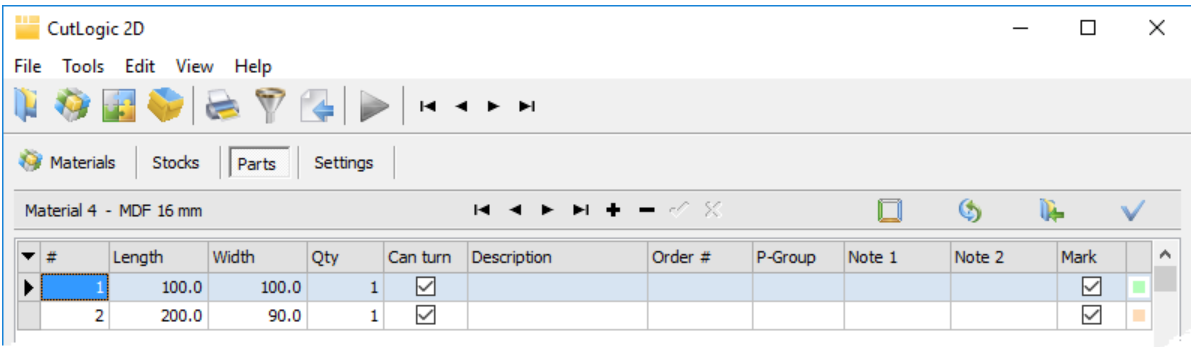 CutLogic 2D
File Tools Edit View Help
Materials Stocks Parts Settings
Material 4 - MDF 16 mm
# Length Width Qty Can turn Description Order # P-Group Note 1 Note 2 Mark
1 100.0 100.0 1
2 200.0 90.0 1